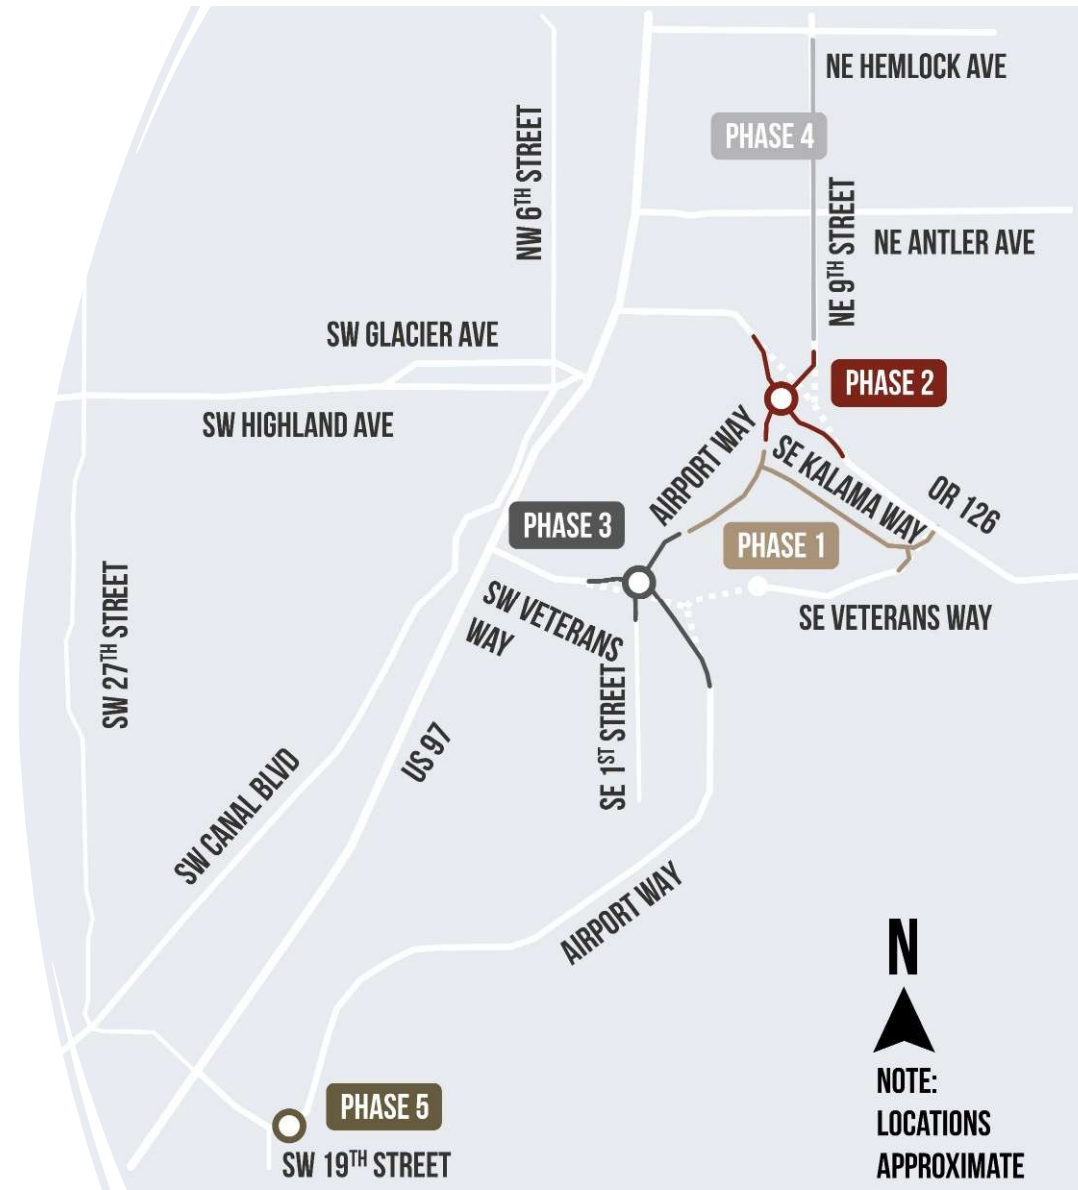 NE HEMLOCK AVE
PHASE 4
NW 6TH STREET
NE 9TH STREET
NE ANTLER AVE
SW GLACIER AVE
PHASE 2
SW HIGHLAND AVE
AIRPORT WAY
SE KALAMA WAY
OR 126
PHASE 3
PHASE 1
SW VETERANS
WAY
SE VETERANS WAY
SW 27TH STREET
SE 1ST STREET
US 97
SW CANAL BLVD
AIRPORT WAY
N
NOTE:
LOCATIONS
APPROXIMATE
PHASE 5
SW 19TH STREET